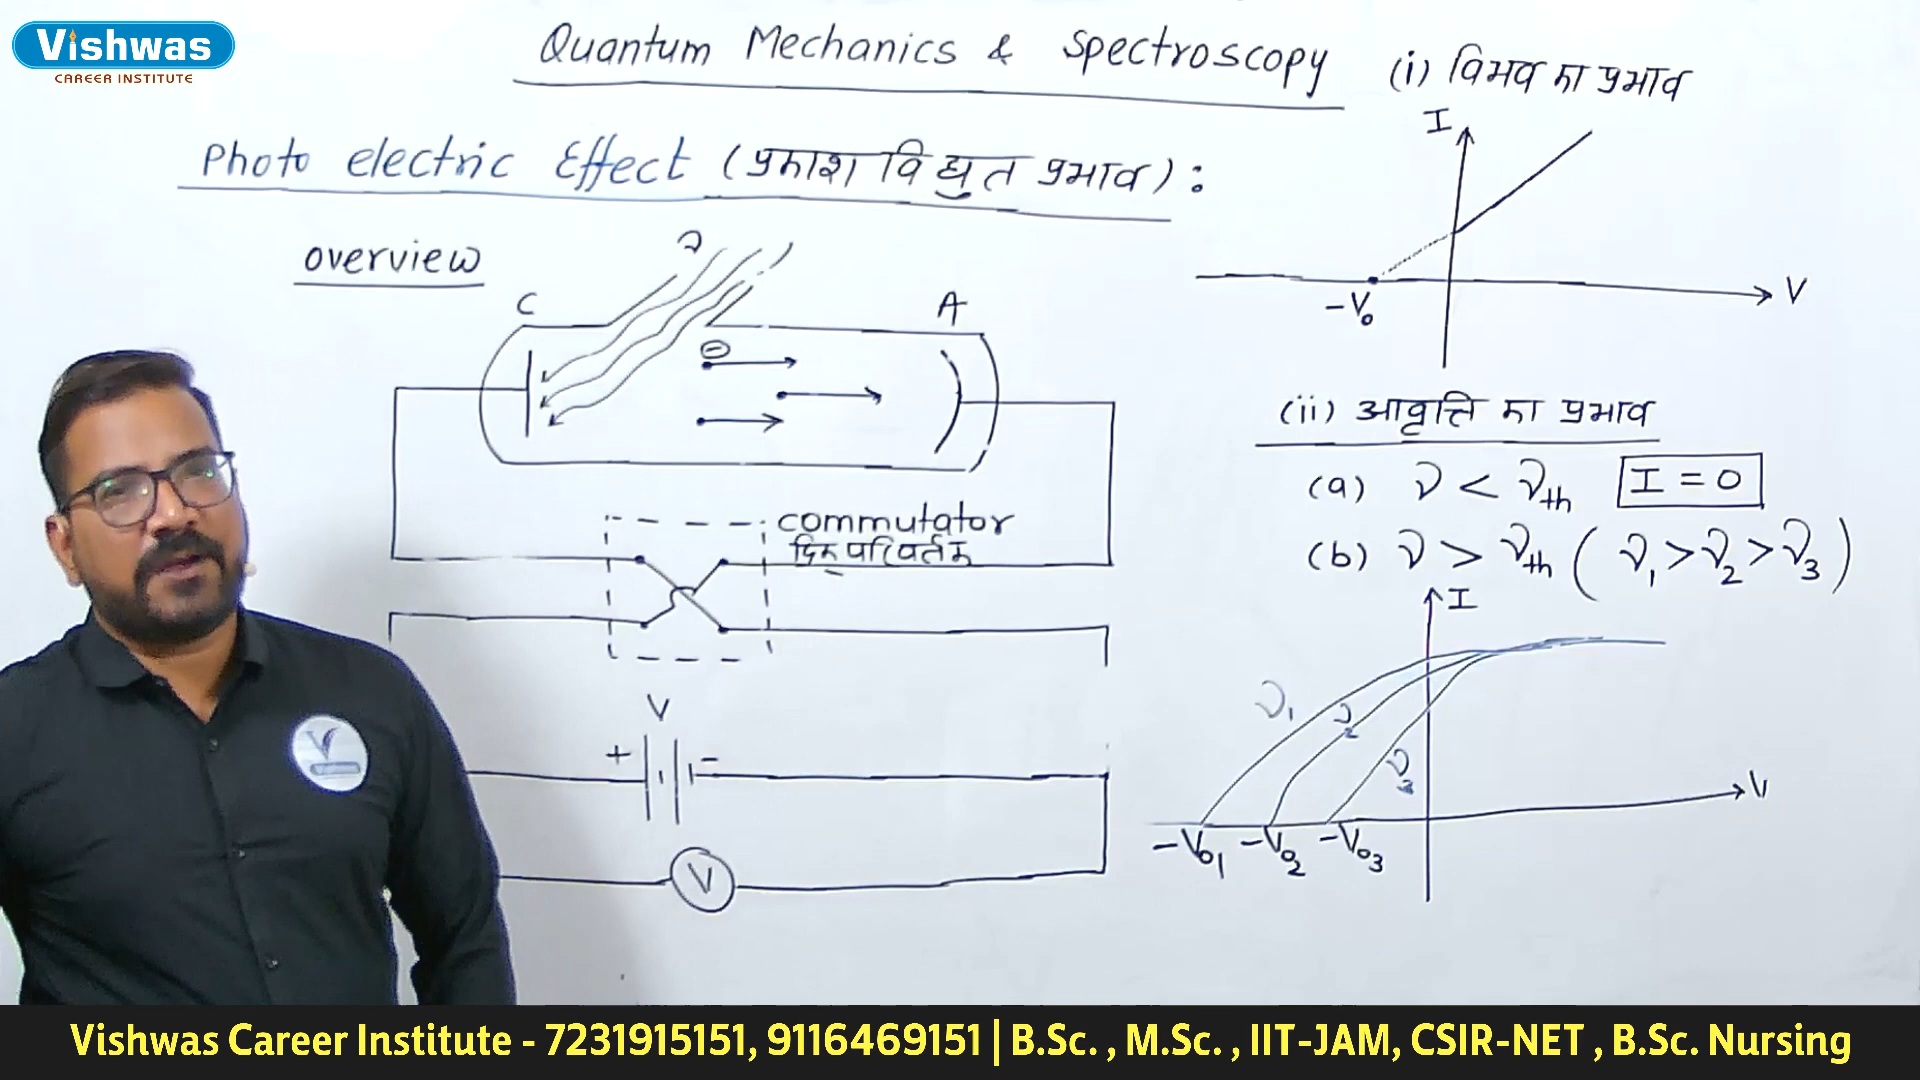 Vishwas
CAREER INSTITUTE
Quantum Mechanics & Spectroscopy
Photo electric Effect (प्रकाश विद्युत प्रभाव) :
overview
ν
C
A
⊖
commutator
दिक् परिवर्तक
V
+ -
V
(i) विभव का प्रभाव
I
V
-V₀
(ii) आवृत्ति का प्रभाव
(a) ν < νth I = 0
(b) ν > νth ( ν₁ > ν₂ > ν₃ )
I
ν₁
ν₂
ν₃
V
-V₀₁ -V₀₂ -V₀₃
Vishwas Career Institute - 7231915151, 9116469151 | B.Sc. , M.Sc. , IIT-JAM, CSIR-NET , B.Sc. Nursing